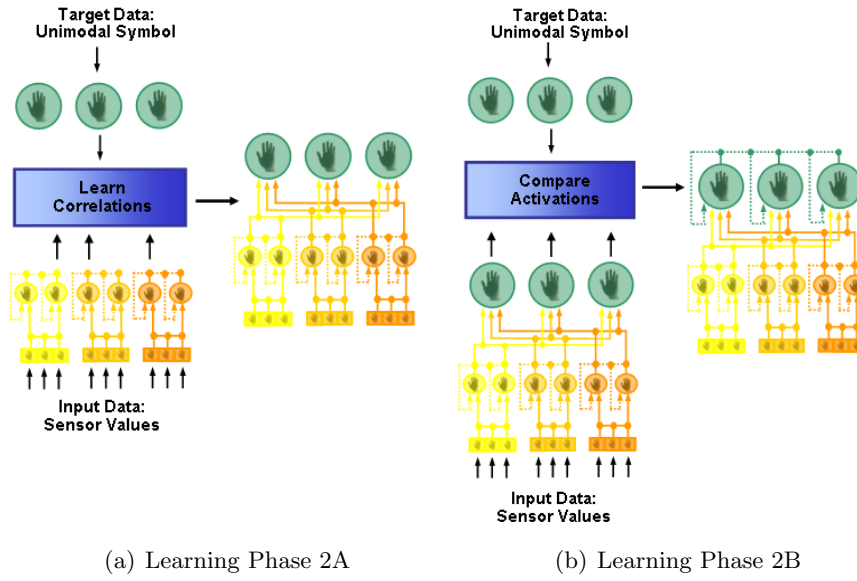 Target Data:
Unimodal Symbol
Learn
Correlations
Input Data:
Sensor Values
(a) Learning Phase 2A
Target Data:
Unimodal Symbol
Compare
Activations
Input Data:
Sensor Values
(b) Learning Phase 2B